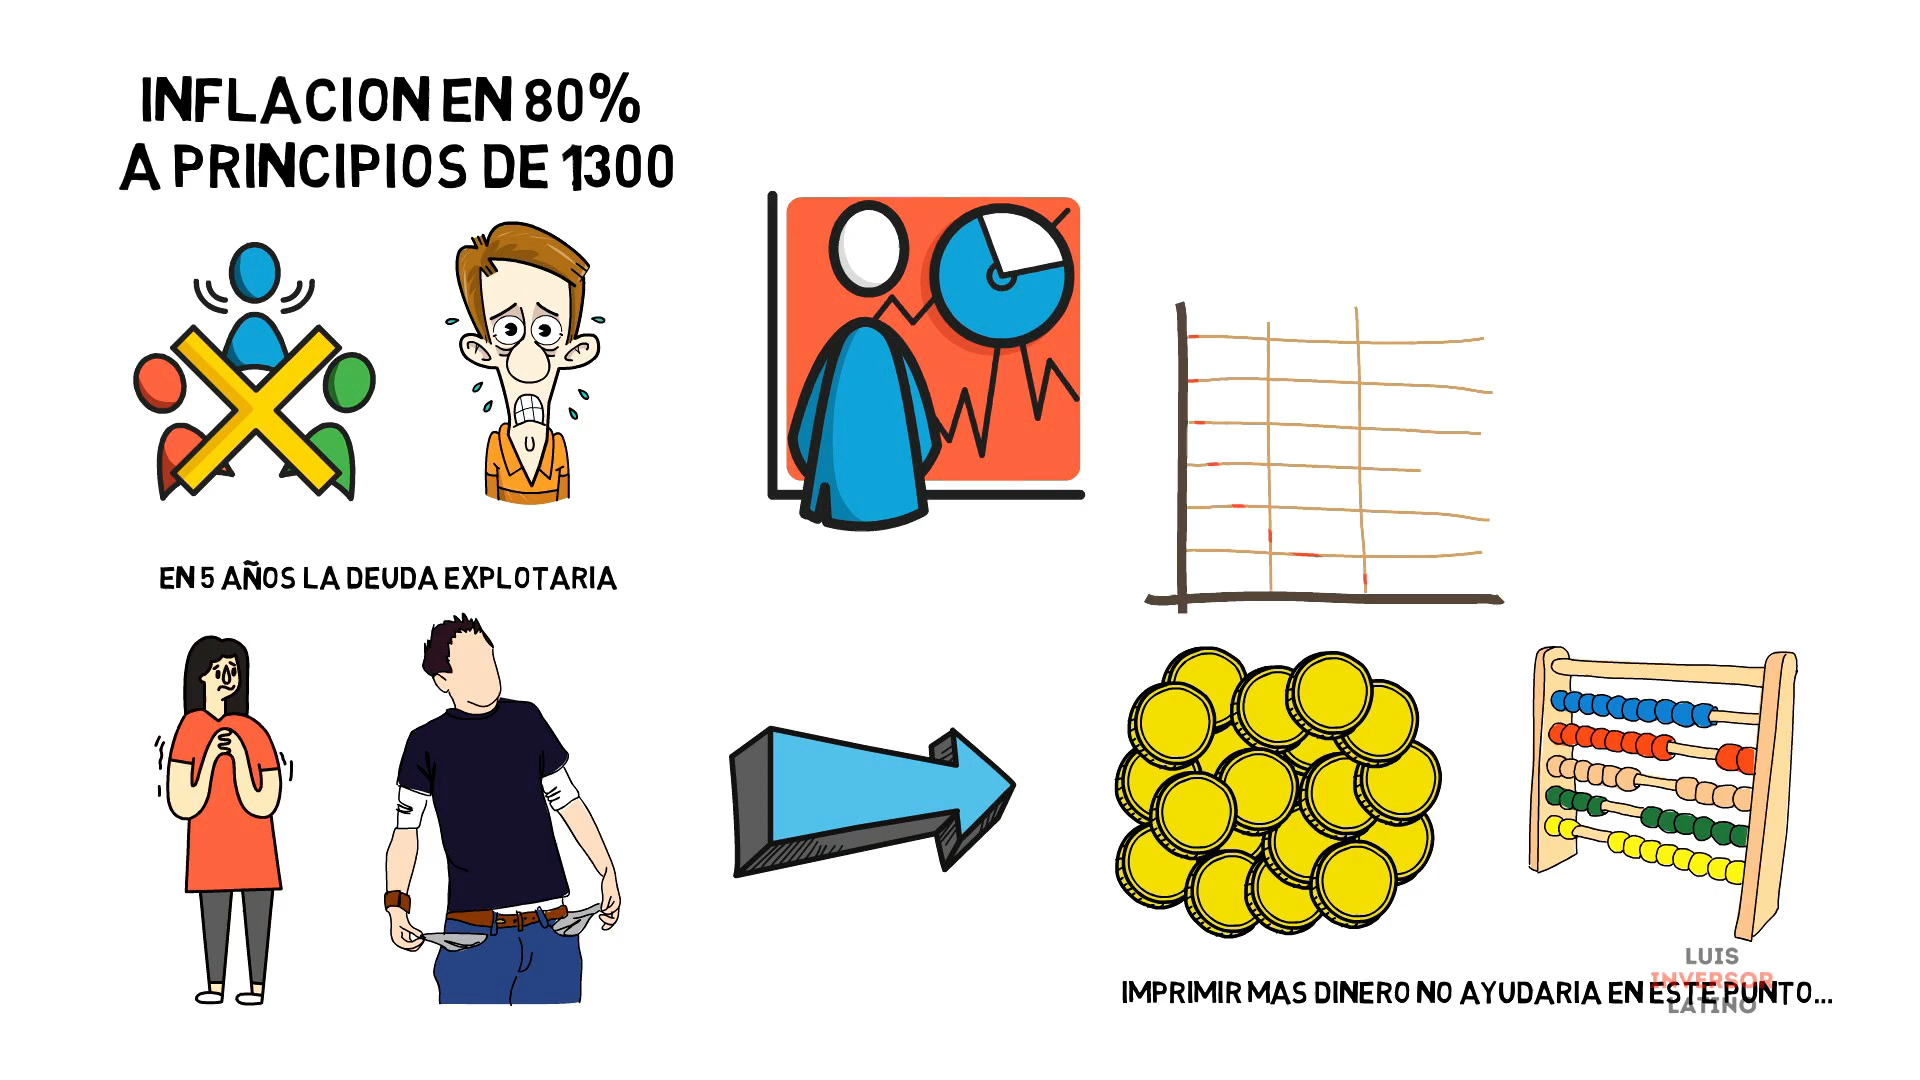 INFLACION EN 80%
A PRINCIPIOS DE 1300
EN 5 AÑOS LA DEUDA EXPLOTARIA
IMPRIMIR MAS DINERO NO AYUDARIA EN ESTE PUNTO...
LUIS
INVERSOR
LATINO